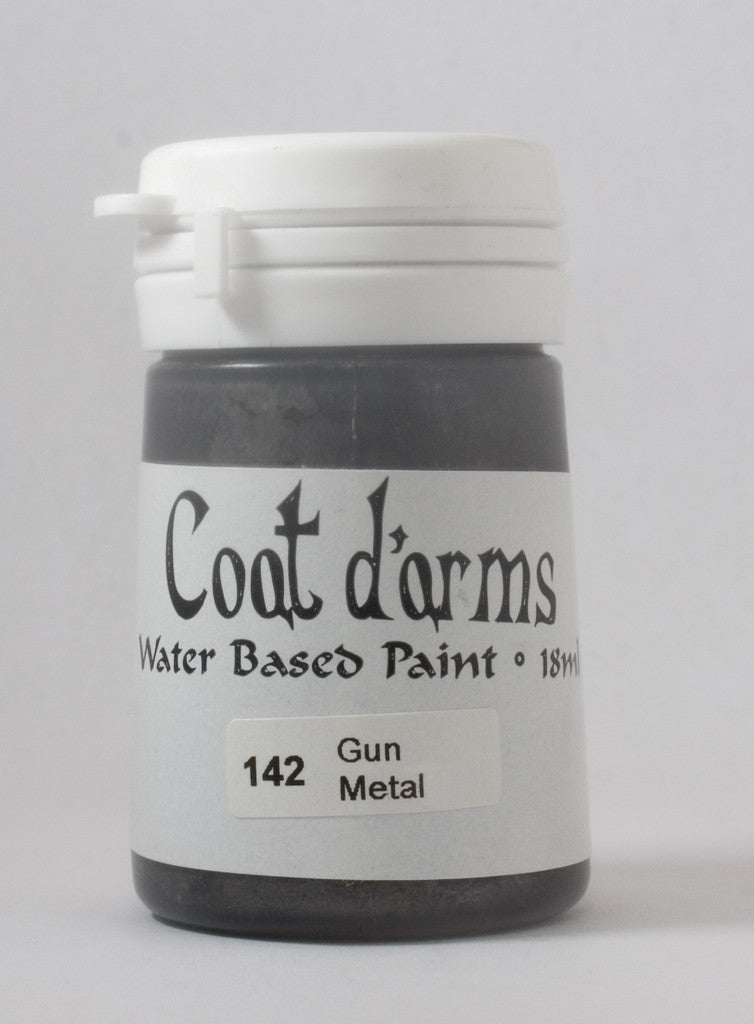 Coat d'arms
Water Based Paint • 18ml
142 Gun
Metal